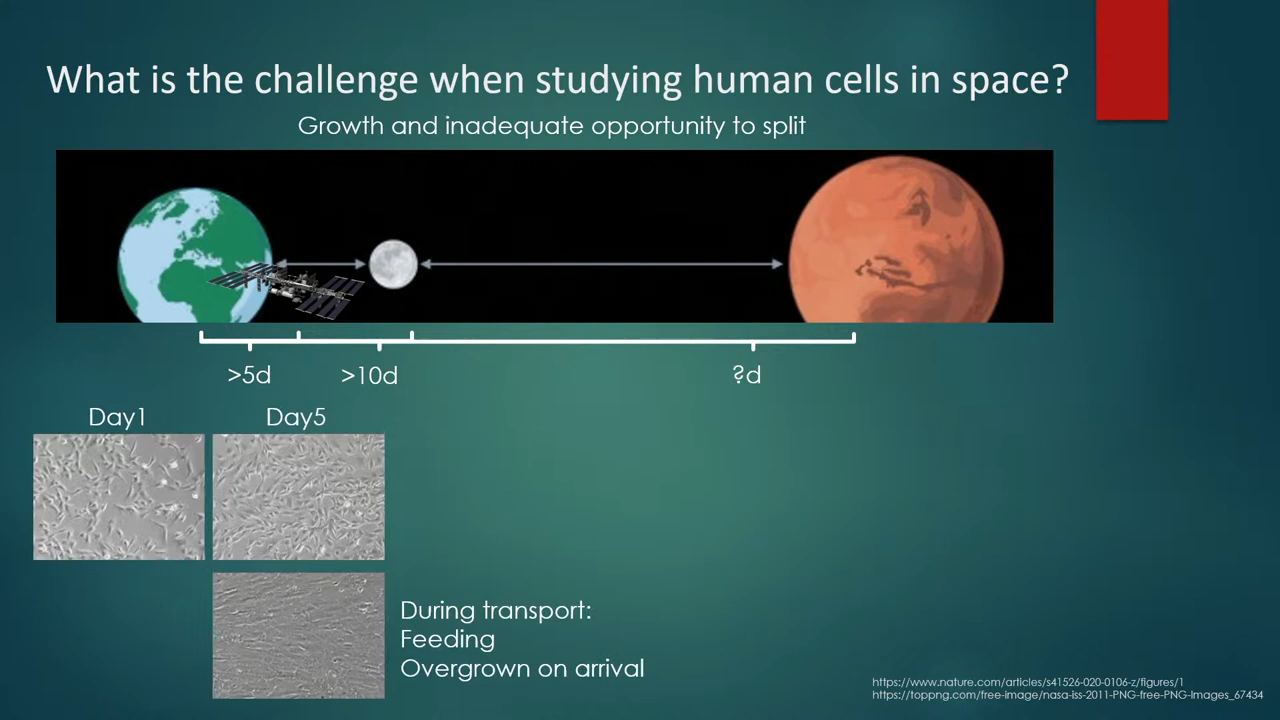 What is the challenge when studying human cells in space?
Growth and inadequate opportunity to split
>5d
>10d
?d
Day1
Day5
During transport:
Feeding
Overgrown on arrival
https://www.nature.com/articles/s41526-020-0106-z/figures/1
https://toppng.com/free-image/nasa-iss-2011-PNG-free-PNG-Images_67434